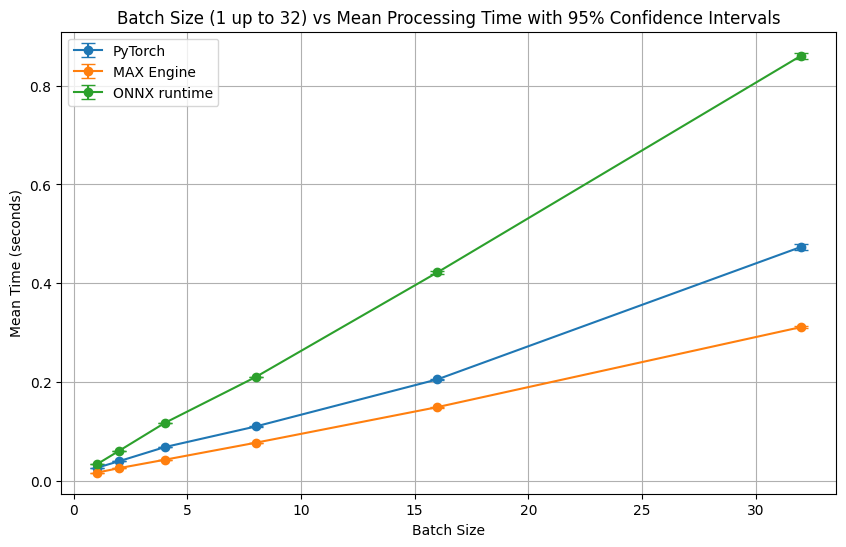 Batch Size (1 up to 32) vs Mean Processing Time with 95% Confidence Intervals
PyTorch
MAX Engine
ONNX runtime
Mean Time (seconds)
0.8
0.6
0.4
0.2
0.0
0
5
10
15
20
25
30
Batch Size